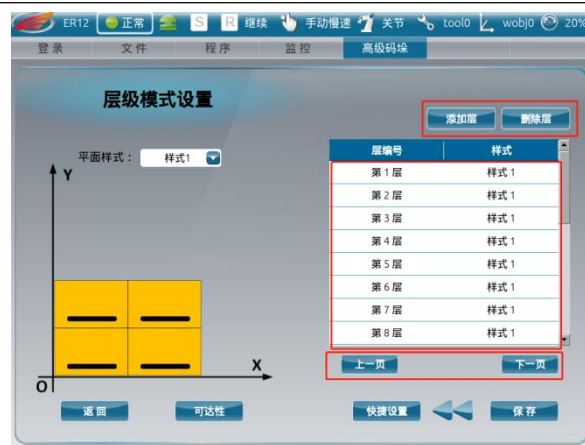 ER12 正常 S R 继续 手动慢速 关节 tool0 wobj0 20%
登录 文件 程序 监控 高级码垛
层级模式设置
添加层 删除层
平面样式： 样式1
层编号 样式
第 1 层 样式 1
第 2 层 样式 1
第 3 层 样式 1
第 4 层 样式 1
第 5 层 样式 1
第 6 层 样式 1
第 7 层 样式 1
第 8 层 样式 1
Y
X
O
上一页 下一页
返回 可达性 快捷设置 保存